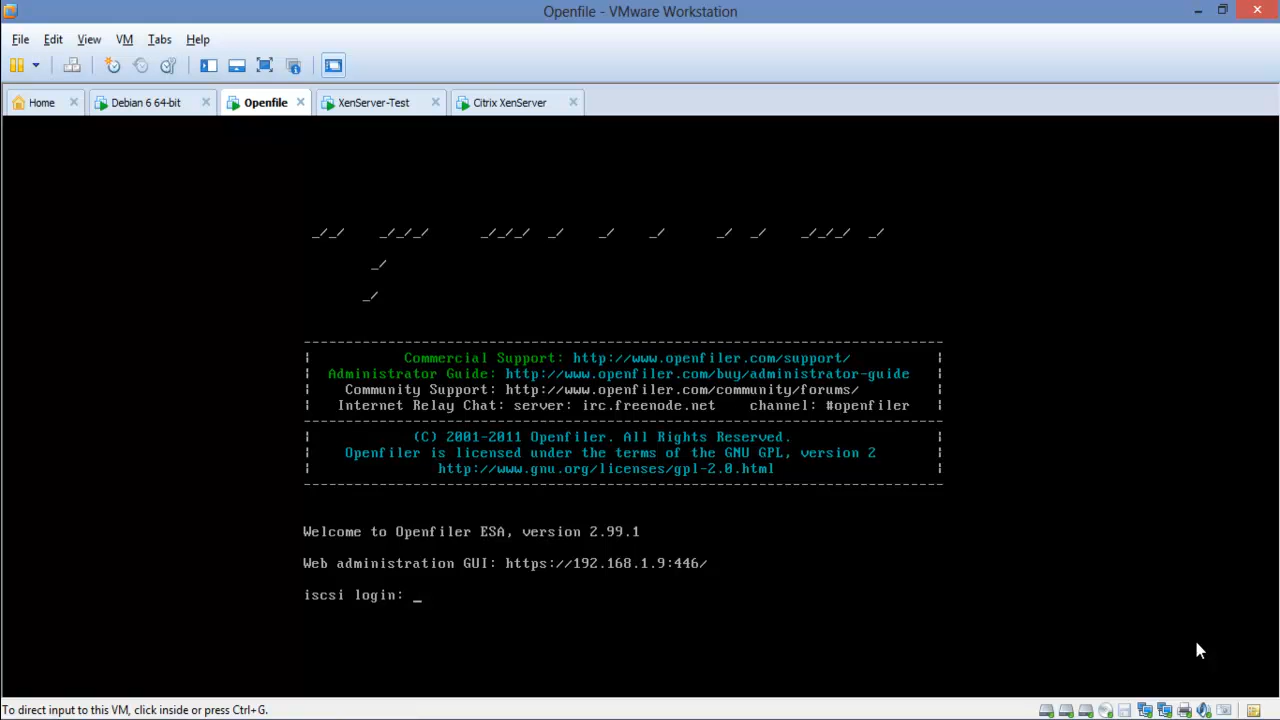 Openfile - VMware Workstation
File Edit View VM Tabs Help
Home Debian 6 64-bit Openfile XenServer-Test Citrix XenServer
_/_/ _/_/_/ _/_/_/ _/ _/ _/ _/ _/ _/_/_/ _/
_/
_/
Commercial Support: http://www.openfiler.com/support/
Administrator Guide: http://www.openfiler.com/buy/administrator-guide
Community Support: http://www.openfiler.com/community/forums/
Internet Relay Chat: server: irc.freenode.net channel: #openfiler
(C) 2001-2011 Openfiler. All Rights Reserved.
Openfiler is licensed under the terms of the GNU GPL, version 2
http://www.gnu.org/licenses/gpl-2.0.html
Welcome to Openfiler ESA, version 2.99.1
Web administration GUI: https://192.168.1.9:446/
iscsi login: _
To direct input to this VM, click inside or press Ctrl+G.